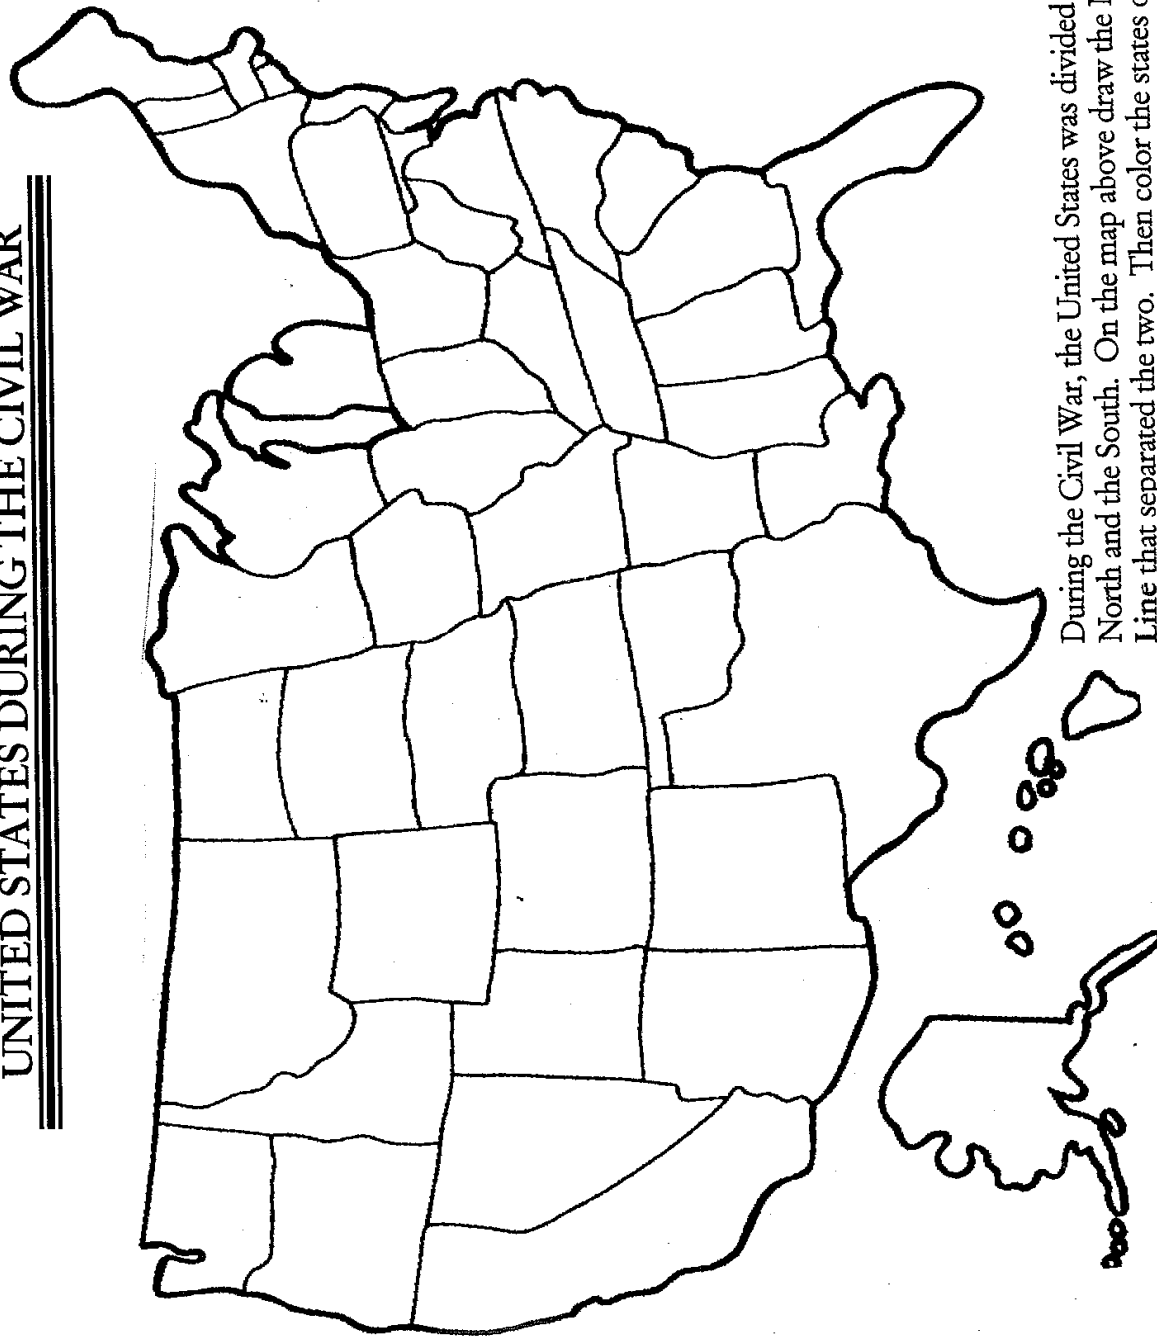 UNITED STATES DURING THE CIVIL WAR
During the Civil War, the United States was divided
North and the South. On the map above draw the
Line that separated the two. Then color the states